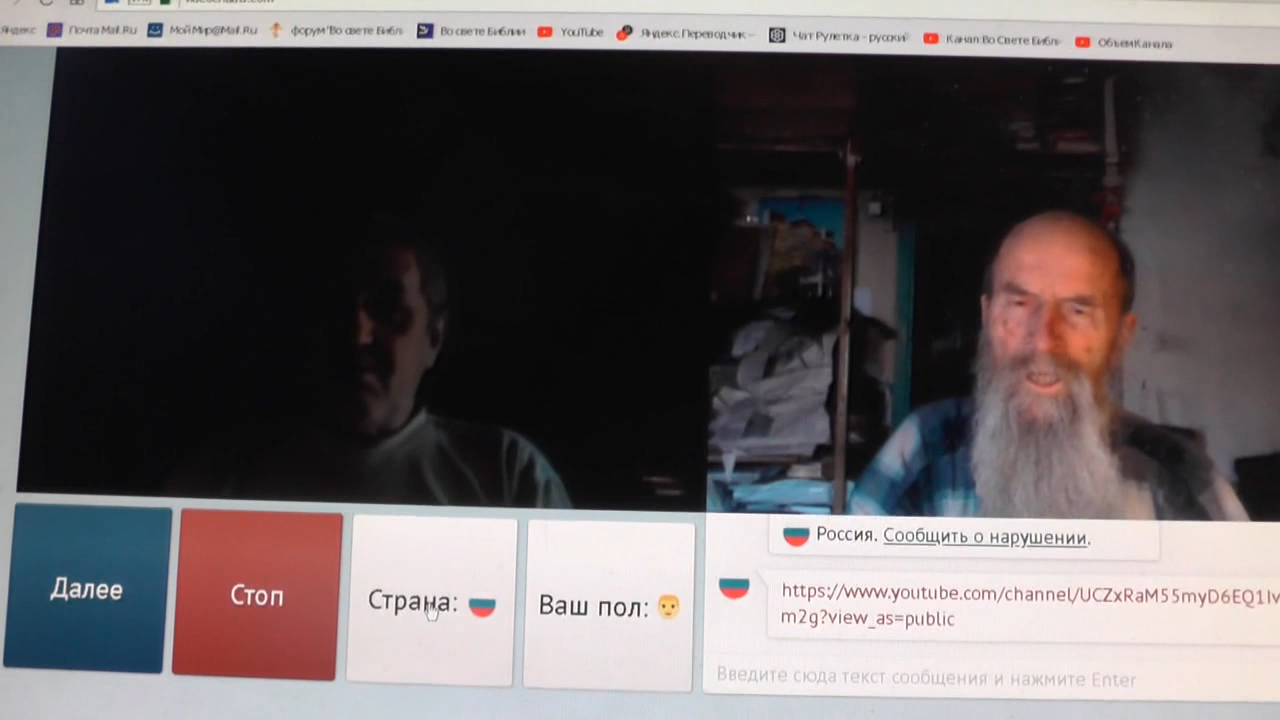 Яндекс Почта Mail.Ru Мой Мир@Mail.Ru форум "Во свете Библ Во свете Библии YouTube Яндекс.Переводчик – Чат Рулетка - русски Канал Во Свете Библ ОбъемКанала
Россия. Сообщить о нарушении.
https://www.youtube.com/channel/UCZxRaM55myD6EQ1
m2g?view_as=public
Введите сюда текст сообщения и нажмите Enter
Далее
Стоп
Страна:
Ваш пол: